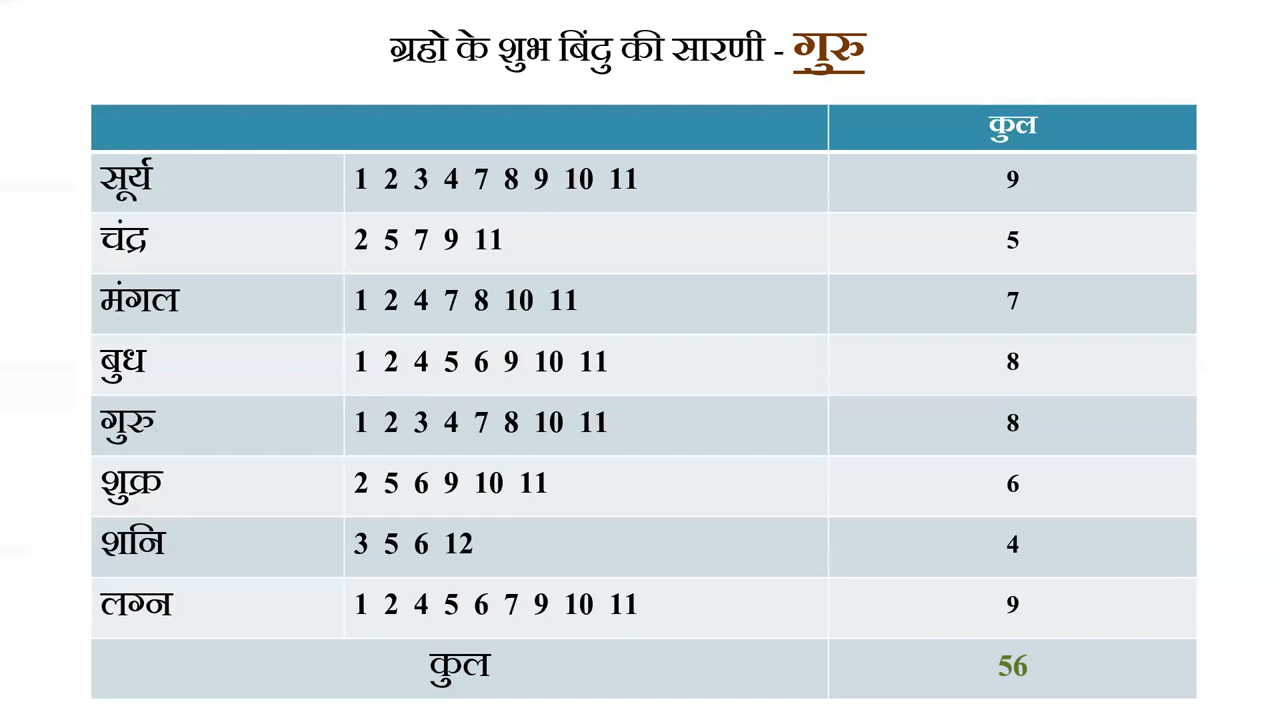 ग्रहो के शुभ बिंदु की सारणी - गुरु
कुल
सूर्य 1 2 3 4 7 8 9 10 11 9
चंद्र 2 5 7 9 11 5
मंगल 1 2 4 7 8 10 11 7
बुध 1 2 4 5 6 9 10 11 8
गुरु 1 2 3 4 7 8 10 11 8
शुक्र 2 5 6 9 10 11 6
शनि 3 5 6 12 4
लग्न 1 2 4 5 6 7 9 10 11 9
कुल 56